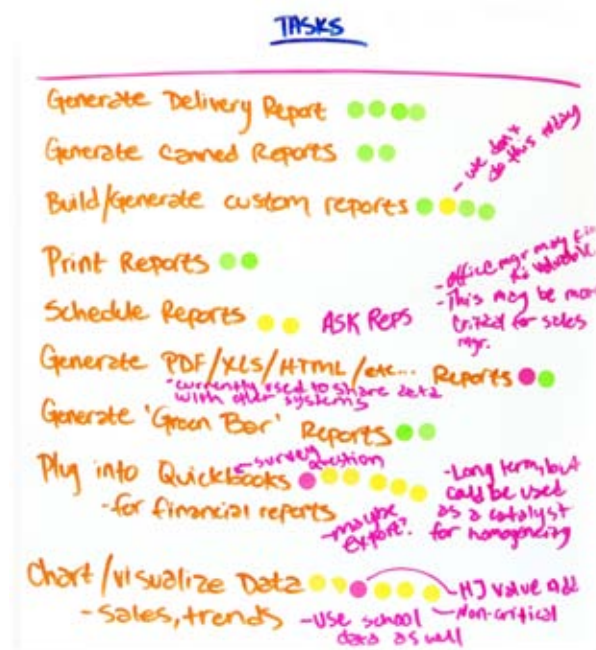 TASKS
Generate Delivery Report
Generate Canned Reports
- we don't do this today
Build/Generate custom reports
Print Reports
- Office mgr may
- This may be
Critical for sales
mgr.
Schedule Reports
ASK REPS
Generate PDF/XLS/HTML/etc... Reports
* currently used to share data
with other systems
Generate 'Green Bar' Reports
Plug into Quickbooks
survey question
- for financial reports
- maybe
export?
- Long term, but
could be used
as a catalyst
for homogenizing
Chart/visualize Data
- HJ Value Add
- Non-critical
- sales, trends
- Use school
data as well